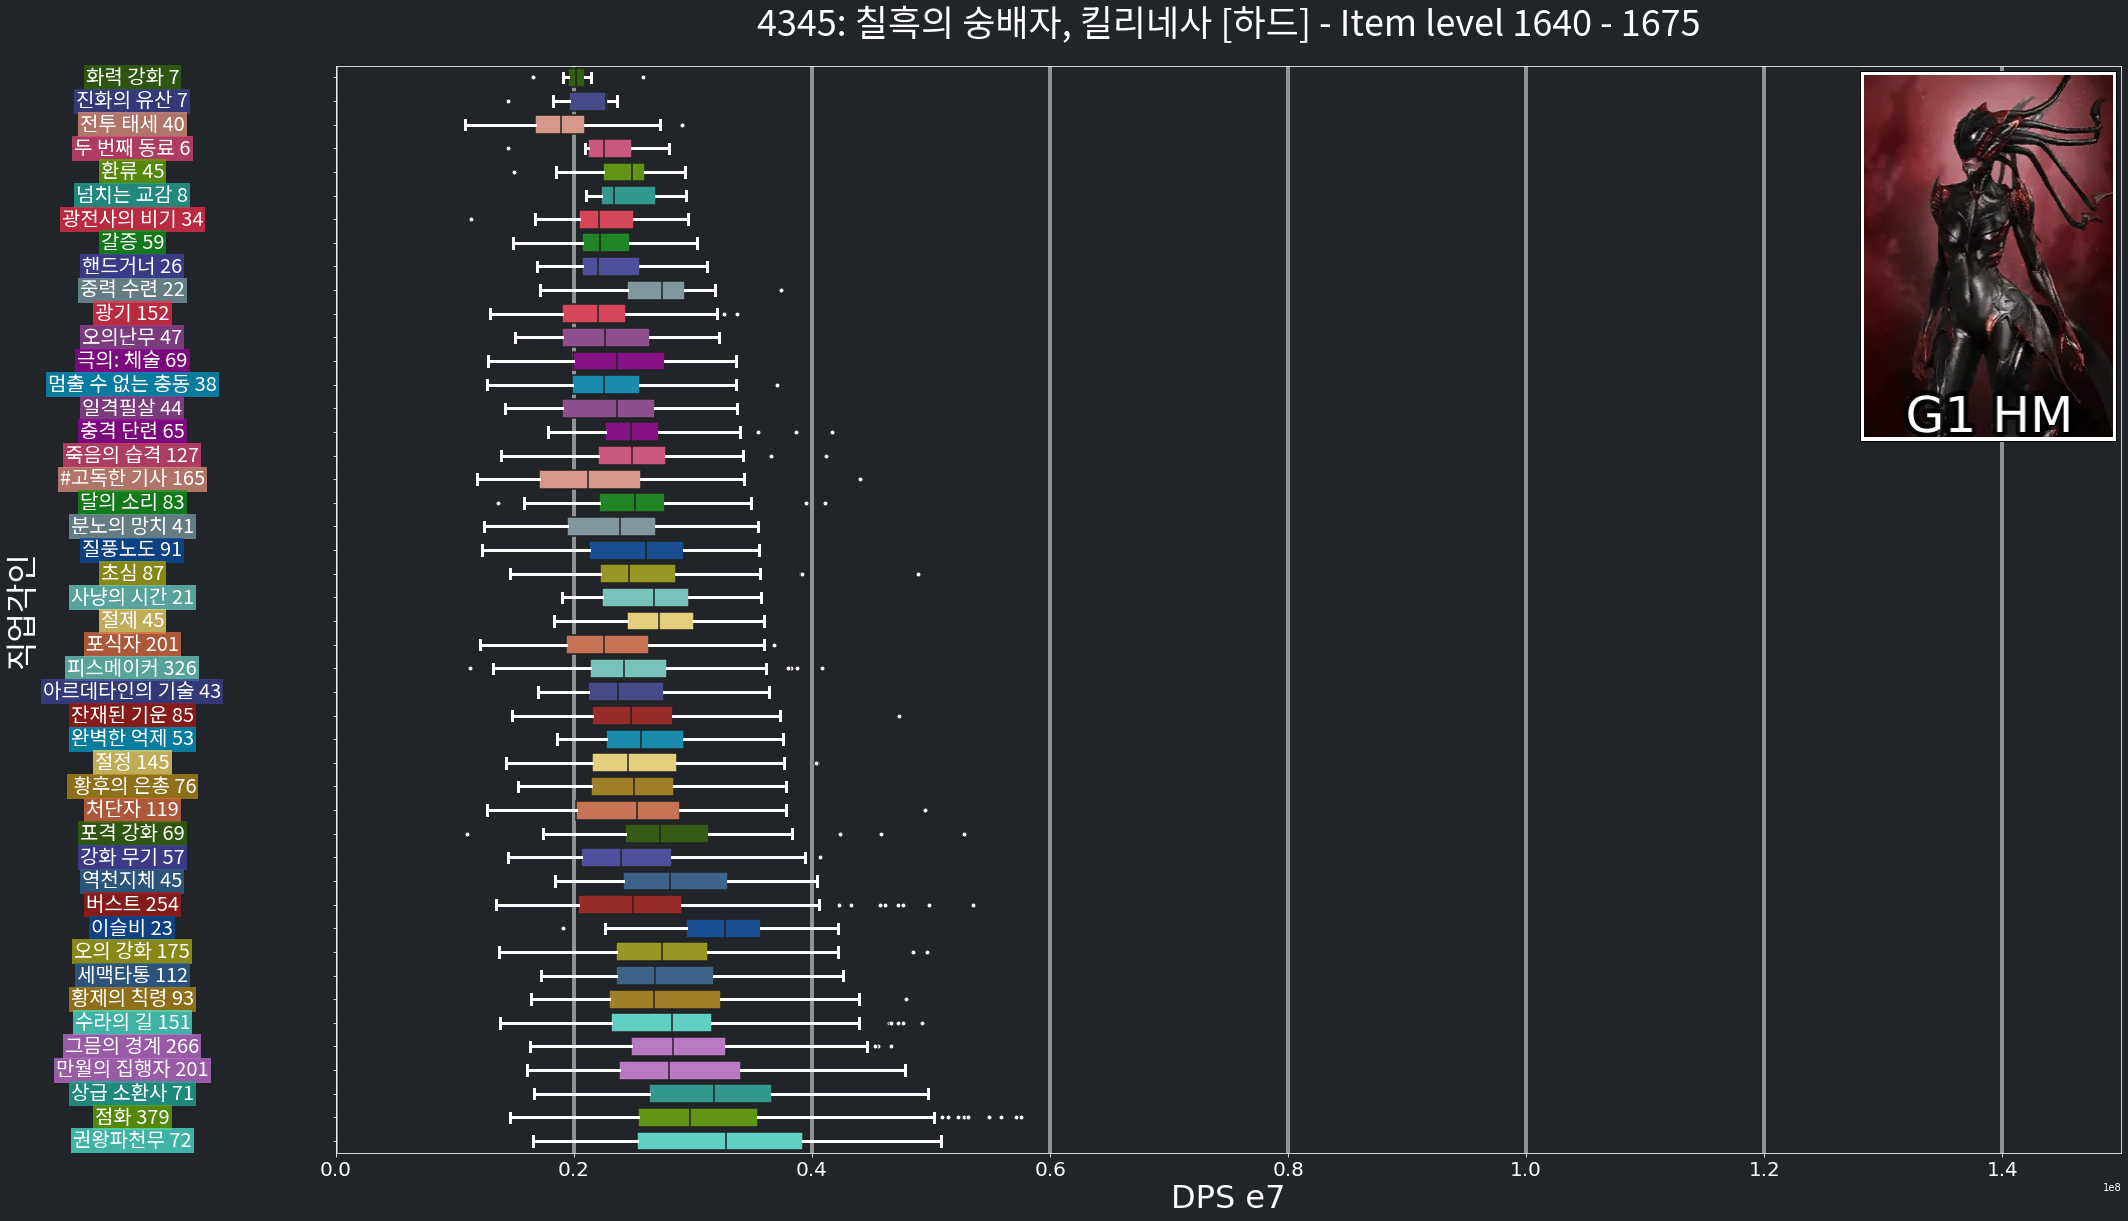 4345: 칠흑의 숭배자, 킬리네사 [하드] - Item level 1640 - 1675
화력 강화 7
진화의 유산 7
전투 태세 40
두 번째 동료 6
환류 45
넘치는 교감 8
광전사의 비기 34
갈증 59
핸드거너 26
중력 수련 22
광기 152
오의난무 47
극의: 체술 69
멈출 수 없는 충동 38
일격필살 44
충격 단련 65
죽음의 습격 127
#고독한 기사 165
달의 소리 83
분노의 망치 41
질풍노도 91
초심 87
사냥의 시간 21
절제 45
포식자 201
피스메이커 326
아르데타인의 기술 43
잔재된 기운 85
완벽한 억제 53
절정 145
황후의 은총 76
처단자 119
포격 강화 69
강화 무기 57
역천지체 45
버스트 254
이슬비 23
오의 강화 175
세맥타통 112
황제의 칙령 93
수라의 길 151
그믐의 경계 266
만월의 집행자 201
상급 소환사 71
점화 379
권왕파천무 72
직업각인
G1 HM
0.0 0.2 0.4 0.6 0.8 1.0 1.2 1.4
1e8
DPS e7